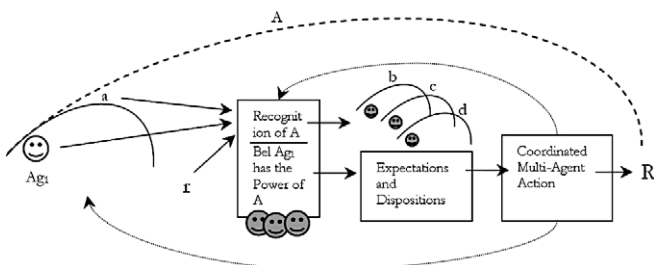 A
a
Ag1
r
Recognit
ion of A
Bel Ag1
has the
Power of
A
b
c
d
Expectations
and
Dispositions
Coordinated
Multi-Agent
Action
R